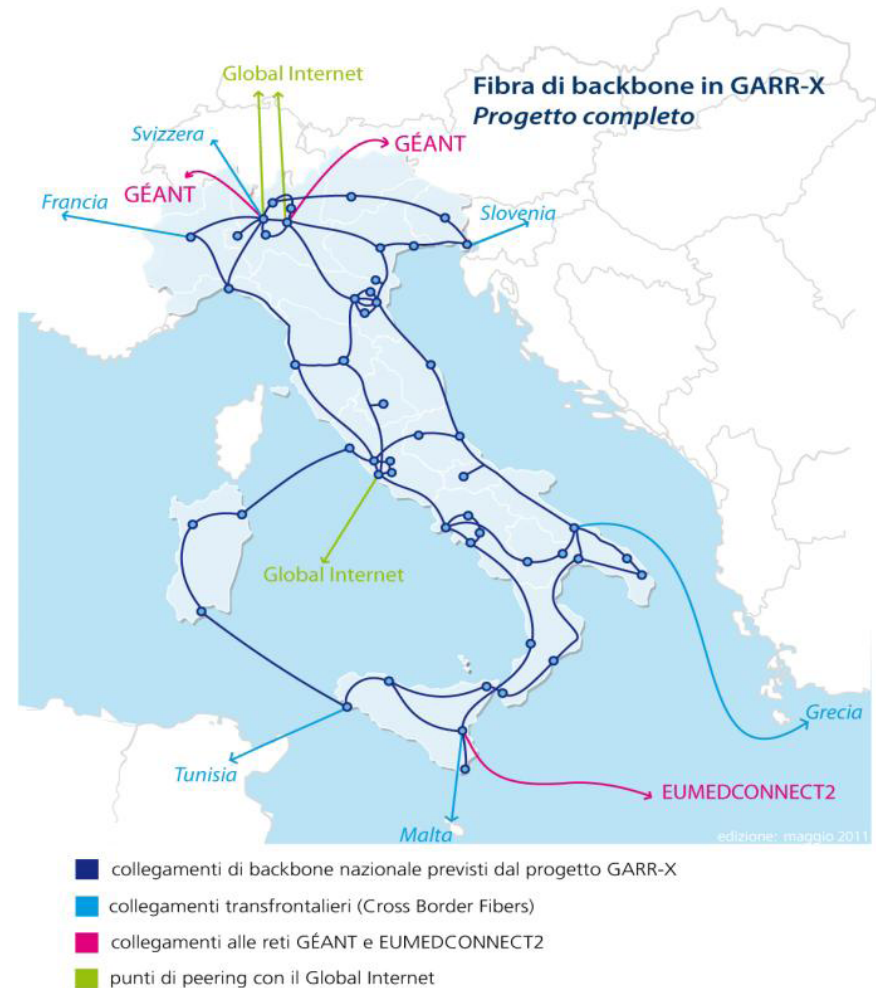 Global Internet
Fibra di backbone in GARR-X
Progetto completo
Svizzera
GÉANT
GÉANT
Francia
Slovenia
Global Internet
Grecia
Tunisia
EUMEDCONNECT2
Malta
edizione: maggio 2011
collegamenti di backbone nazionale previsti dal progetto GARR-X
collegamenti transfrontalieri (Cross Border Fibers)
collegamenti alle reti GÉANT e EUMEDCONNECT2
punti di peering con il Global Internet